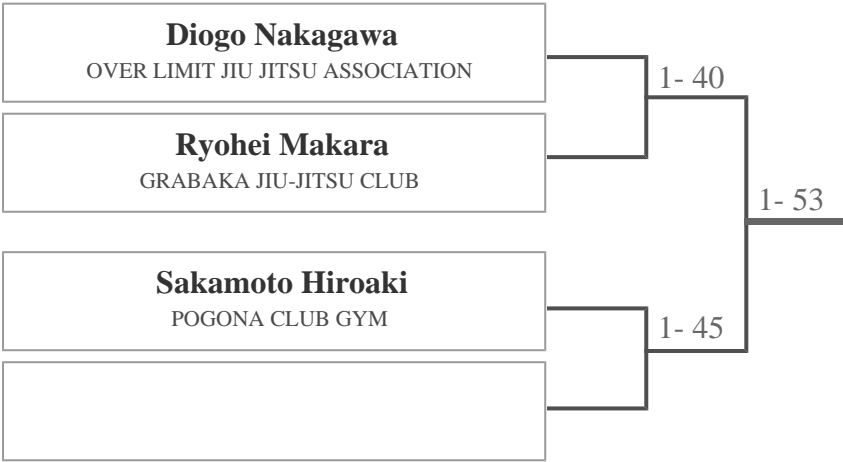 Diogo Nakagawa
OVER LIMIT JIU JITSU ASSOCIATION
1- 40
Ryohei Makara
GRABAKA JIU-JITSU CLUB
1- 53
Sakamoto Hiroaki
POGONA CLUB GYM
1- 45